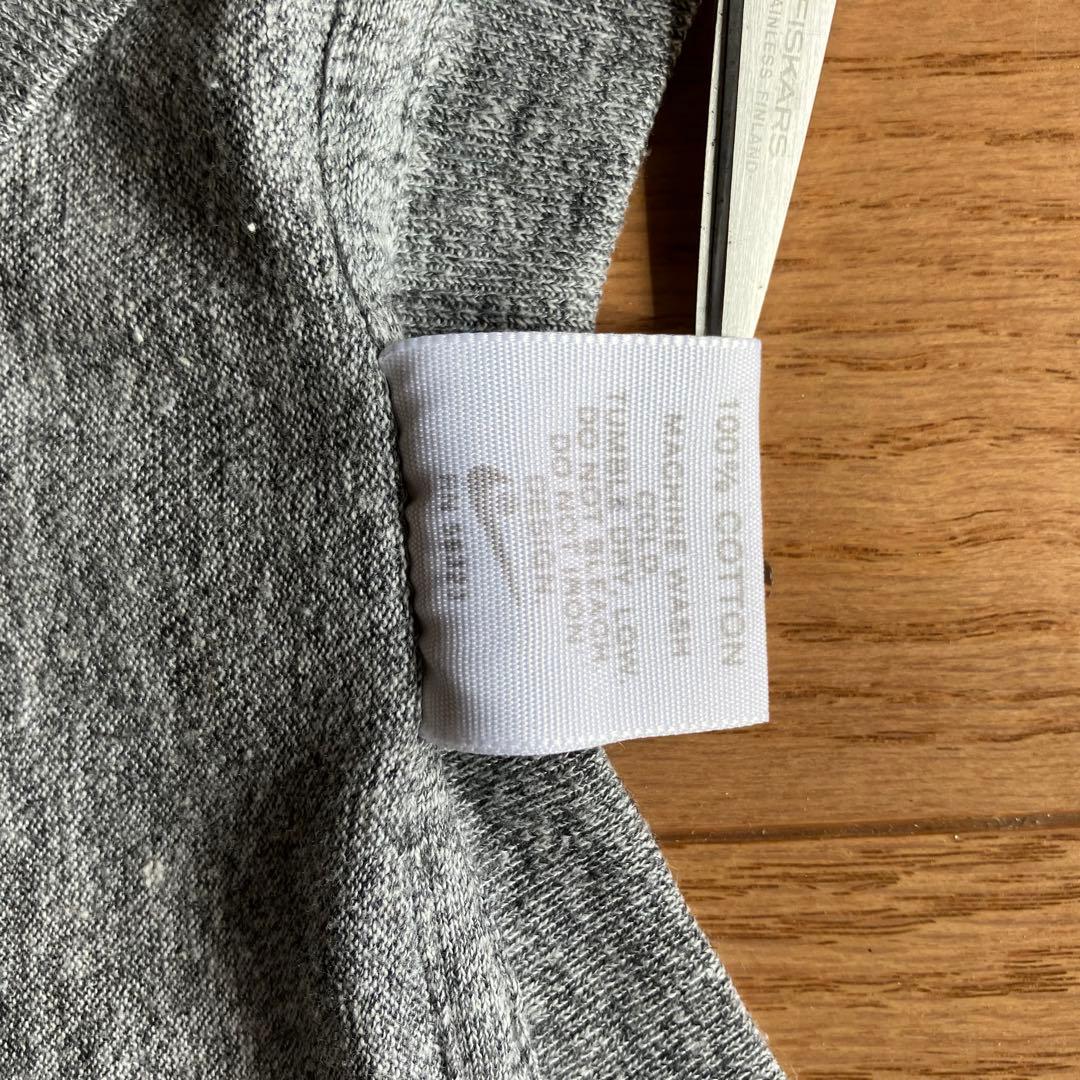 FISKARS
FINLAND
100% COTTON
MACHINE WASH
COLD
TUMBLE DRY, LOW
DO NOT BLEACH
DO NOT IRON
DESIGN